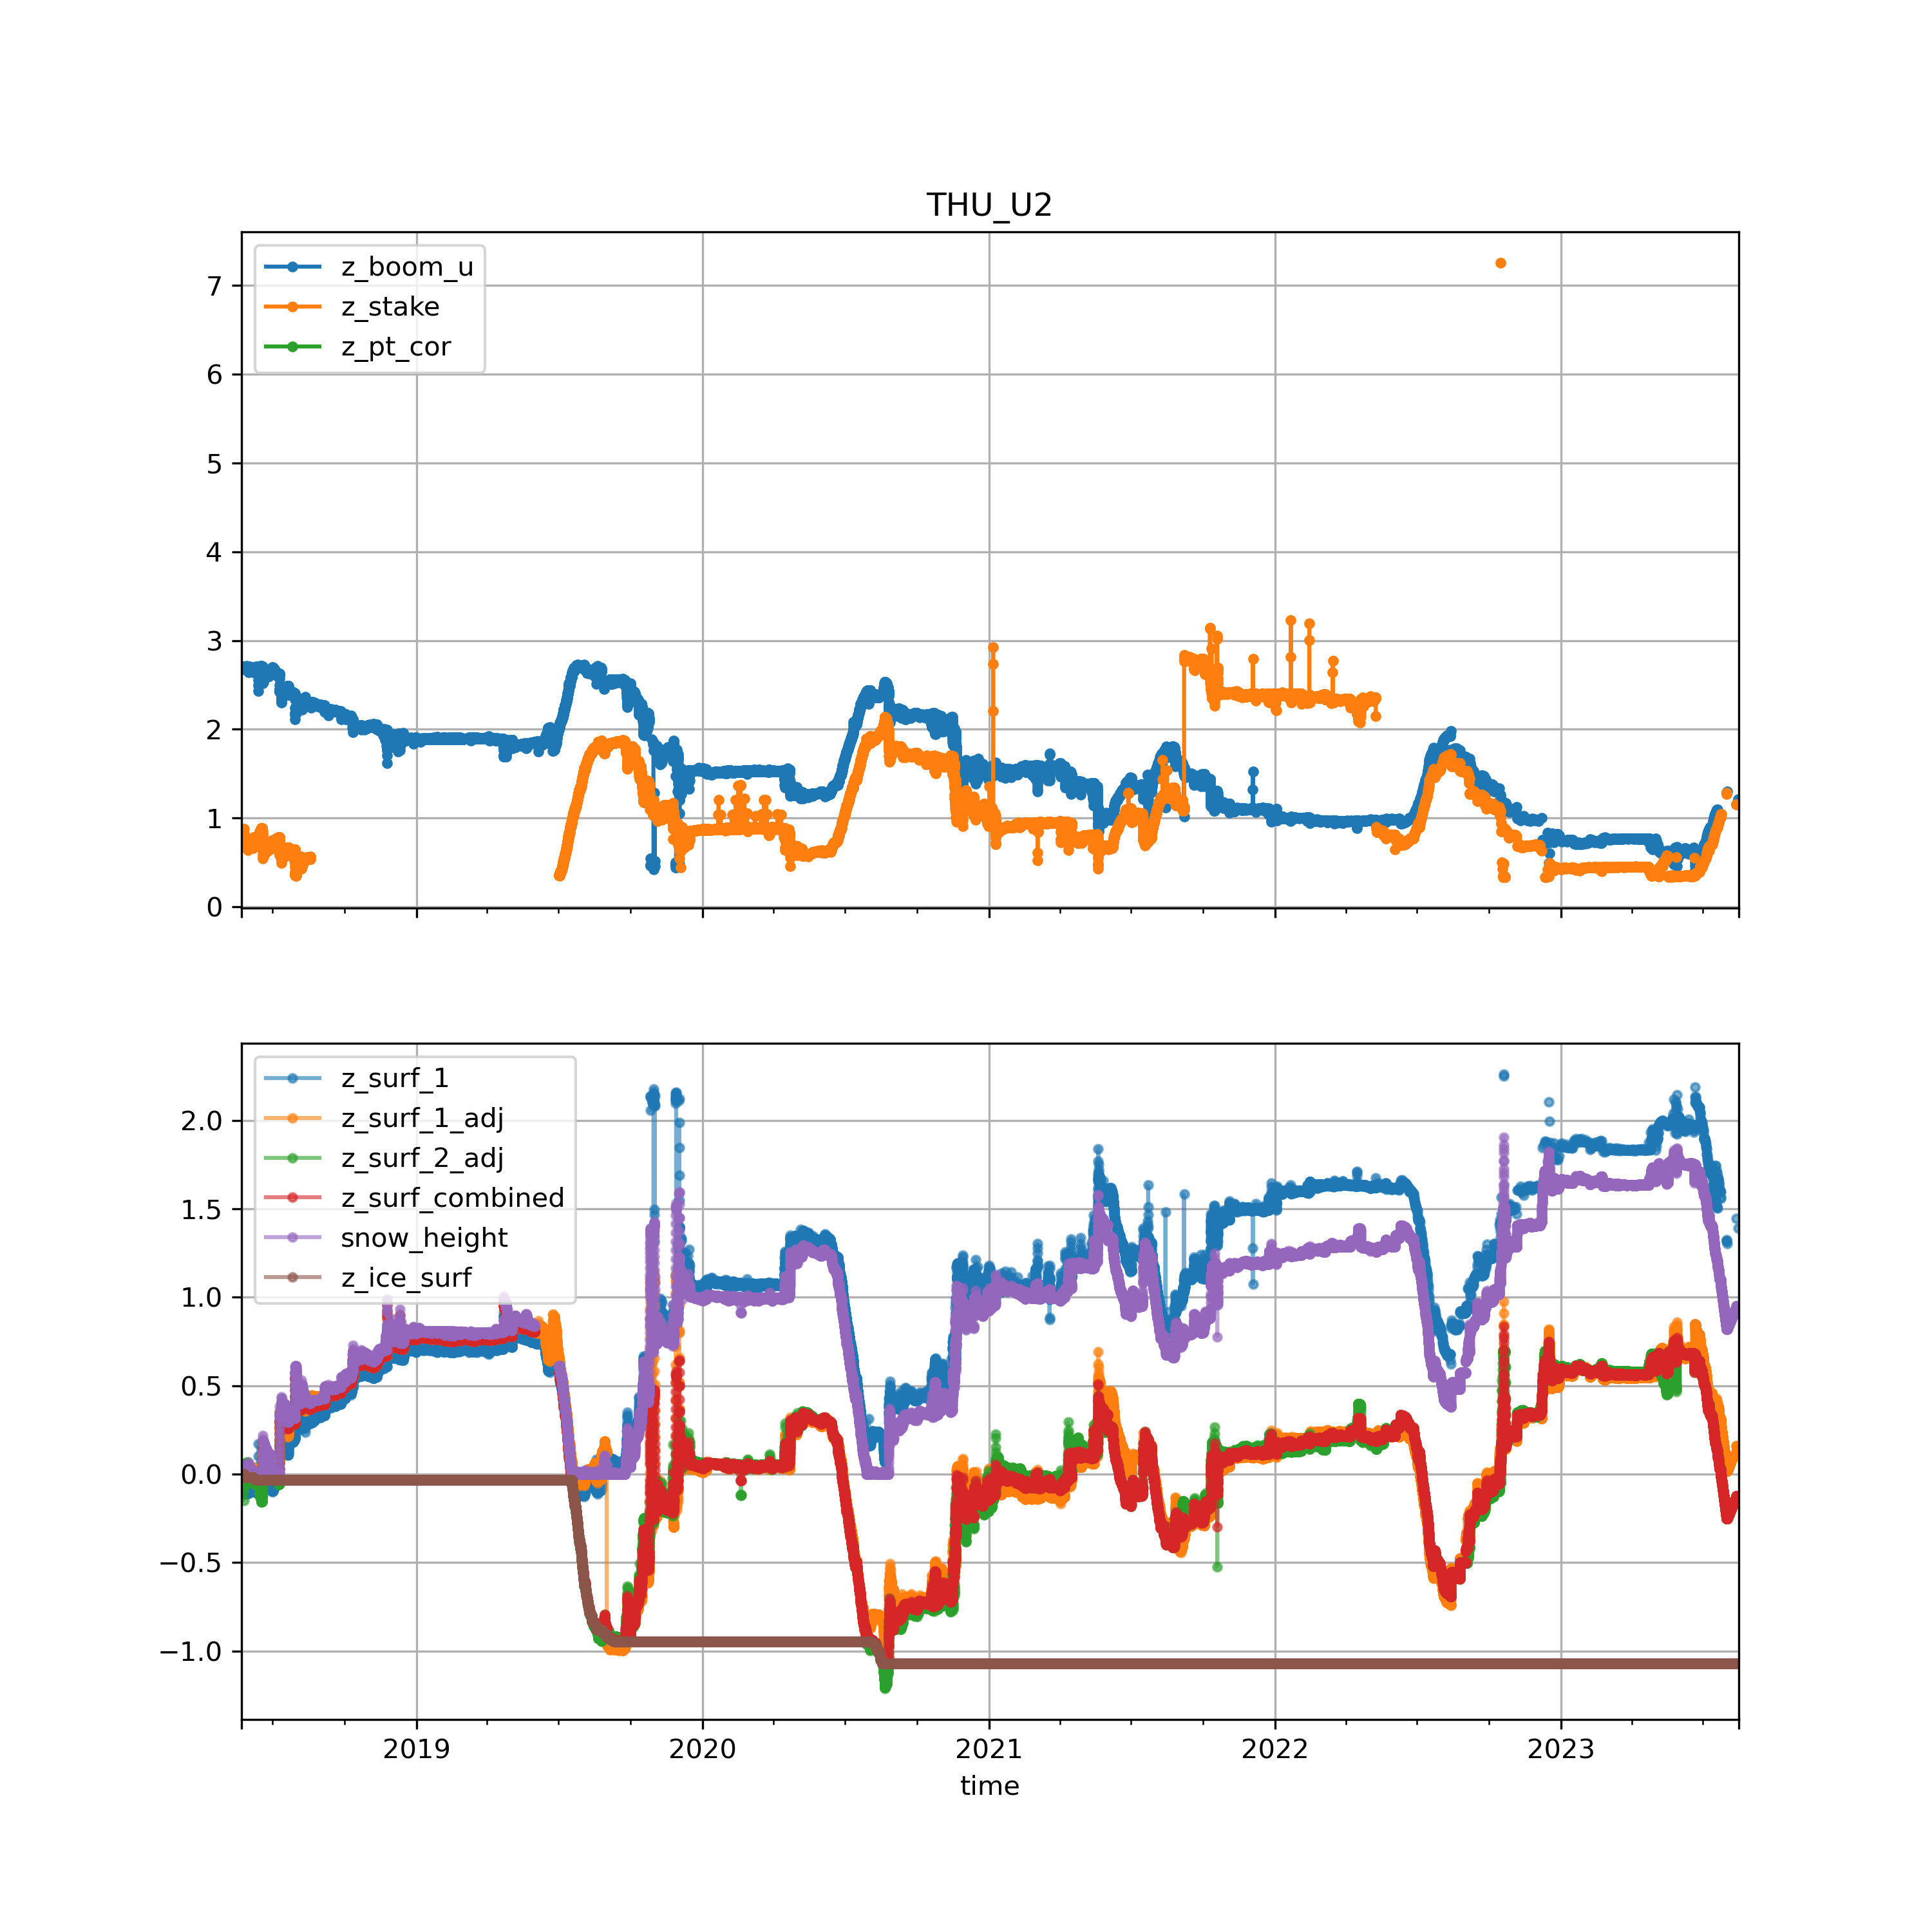 THU_U2
z_boom_u
z_stake
z_pt_cor
7
6
5
4
3
2
1
0
z_surf_1
z_surf_1_adj
z_surf_2_adj
z_surf_combined
snow_height
z_ice_surf
2.0
1.5
1.0
0.5
0.0
−0.5
−1.0
2019 2020 2021 2022 2023
time